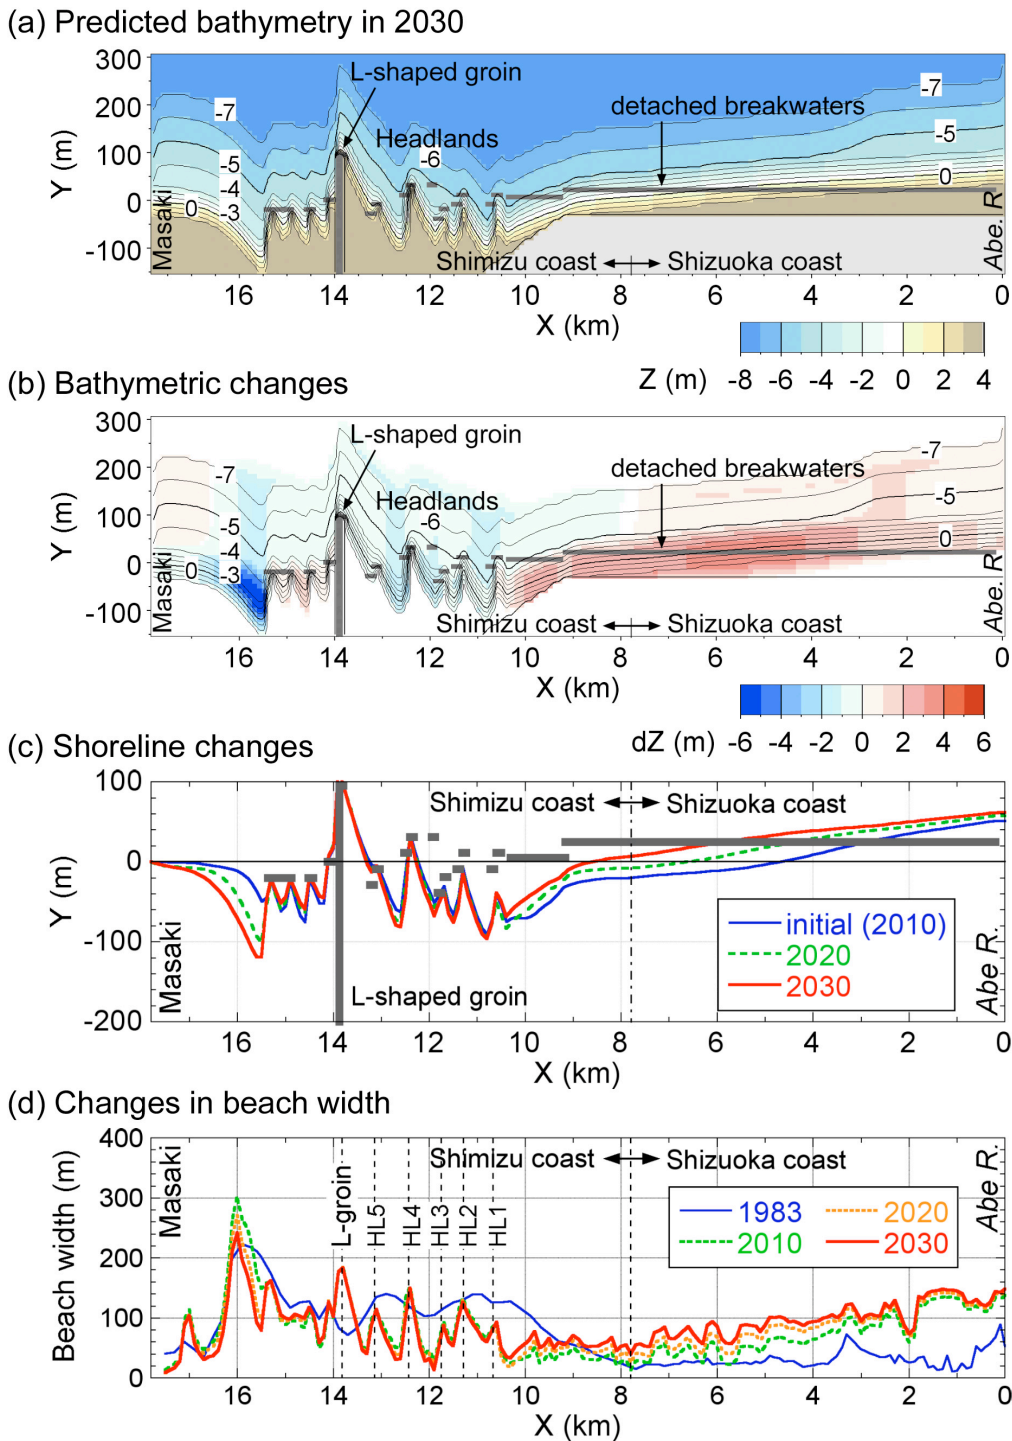 (a) Predicted bathymetry in 2030
300
200
100
0
-100
Y (m)
L-shaped groin
Headlands
detached breakwaters
-7
-5
-4
-3
0
-6
-7
-5
0
Masaki
Abe. R.
Shimizu coast
Shizuoka coast
16 14 12 10 8 6 4 2 0
X (km)
Z (m)
-8 -6 -4 -2 0 2 4
(b) Bathymetric changes
300
200
100
0
-100
Y (m)
L-shaped groin
Headlands
detached breakwaters
-7
-5
-4
-3
0
-6
-7
-5
0
Masaki
Abe. R.
Shimizu coast
Shizuoka coast
16 14 12 10 8 6 4 2 0
X (km)
dZ (m)
-6 -4 -2 0 2 4 6
(c) Shoreline changes
100
0
-100
-200
Y (m)
Shimizu coast
Shizuoka coast
Masaki
L-shaped groin
initial (2010)
2020
2030
Abe R.
16 14 12 10 8 6 4 2 0
X (km)
(d) Changes in beach width
400
300
200
100
0
Beach width (m)
Masaki
L-groin
HL5
HL4
HL3
HL2
HL1
Shimizu coast
Shizuoka coast
1983
2020
2010
2030
Abe R.
16 14 12 10 8 6 4 2 0
X (km)